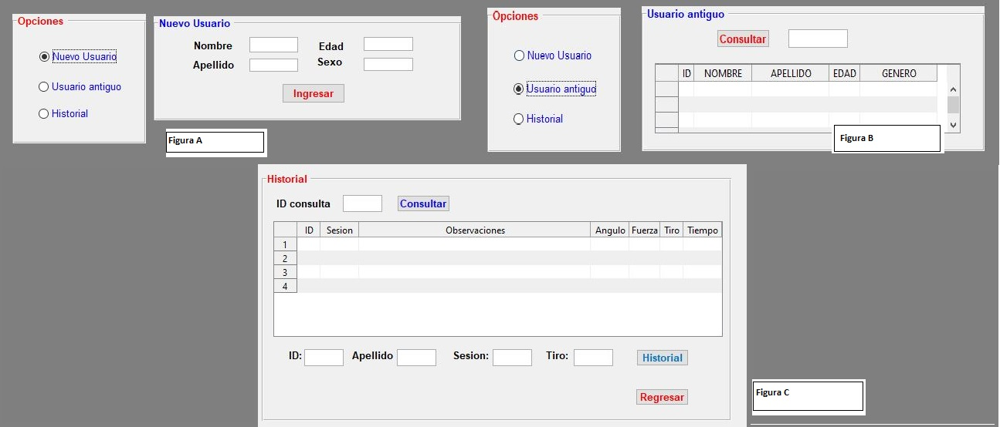 Opciones
Nuevo Usuario
Usuario antiguo
Historial
Nuevo Usuario
Nombre
Edad
Apellido
Sexo
Ingresar
Figura A
Opciones
Nuevo Usuario
Usuario antiguo
Historial
Usuario antiguo
Consultar
ID NOMBRE APELLIDO EDAD GENERO
Figura B
Historial
ID consulta Consultar
ID Sesion Observaciones Angulo Fuerza Tiro Tiempo
1
2
3
4
ID: Apellido Sesion: Tiro: Historial
Regresar
Figura C